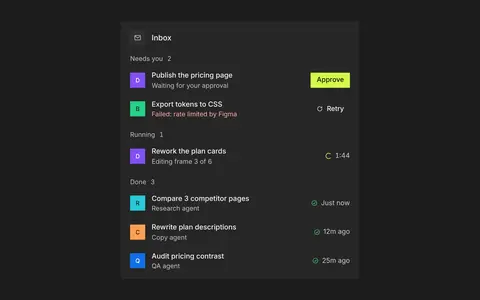 Inbox
Needs you 2
D
Publish the pricing page
Waiting for your approval
Approve
B
Export tokens to CSS
Failed: rate limited by Figma
Retry
Running 1
D
Rework the plan cards
Editing frame 3 of 6
1:44
Done 3
R
Compare 3 competitor pages
Research agent
Just now
C
Rewrite plan descriptions
Copy agent
12m ago
Q
Audit pricing contrast
QA agent
25m ago